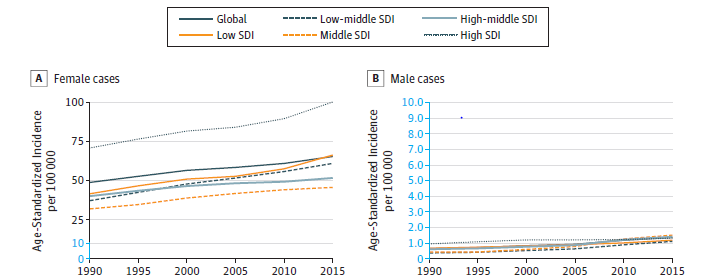 Global
Low-middle SDI
High-middle SDI
Low SDI
Middle SDI
High SDI
A Female cases
Age-Standardized Incidence
per 100 000
100
75
50
25
10
0
1990 1995 2000 2005 2010 2015
B Male cases
Age-Standardized Incidence
per 100 000
10.0
9.0
8.0
7.0
6.0
5.0
4.0
3.0
2.0
1.0
0
1990 1995 2000 2005 2010 2015